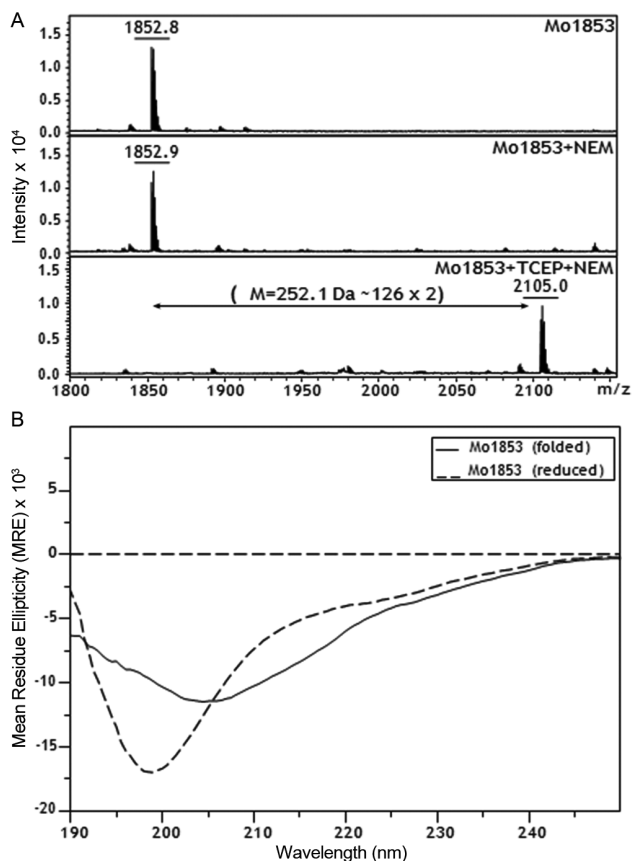 A
1852.8
Mo1853
1.5
1.0
0.5
0.0
1852.9
Mo1853+NEM
1.5
1.0
0.5
0.0
Intensity x 10⁴
Mo1853+TCEP+NEM
1.5
( M=252.1 Da ~126 x 2)
2105.0
1.0
0.5
0.0
1800 1850 1900 1950 2000 2050 2100 m/z
B
Mo1853 (folded)
Mo1853 (reduced)
5
0
-5
-10
-15
-20
Mean Residue Ellipticity (MRE) x 10³
190 200 210 220 230 240
Wavelength (nm)